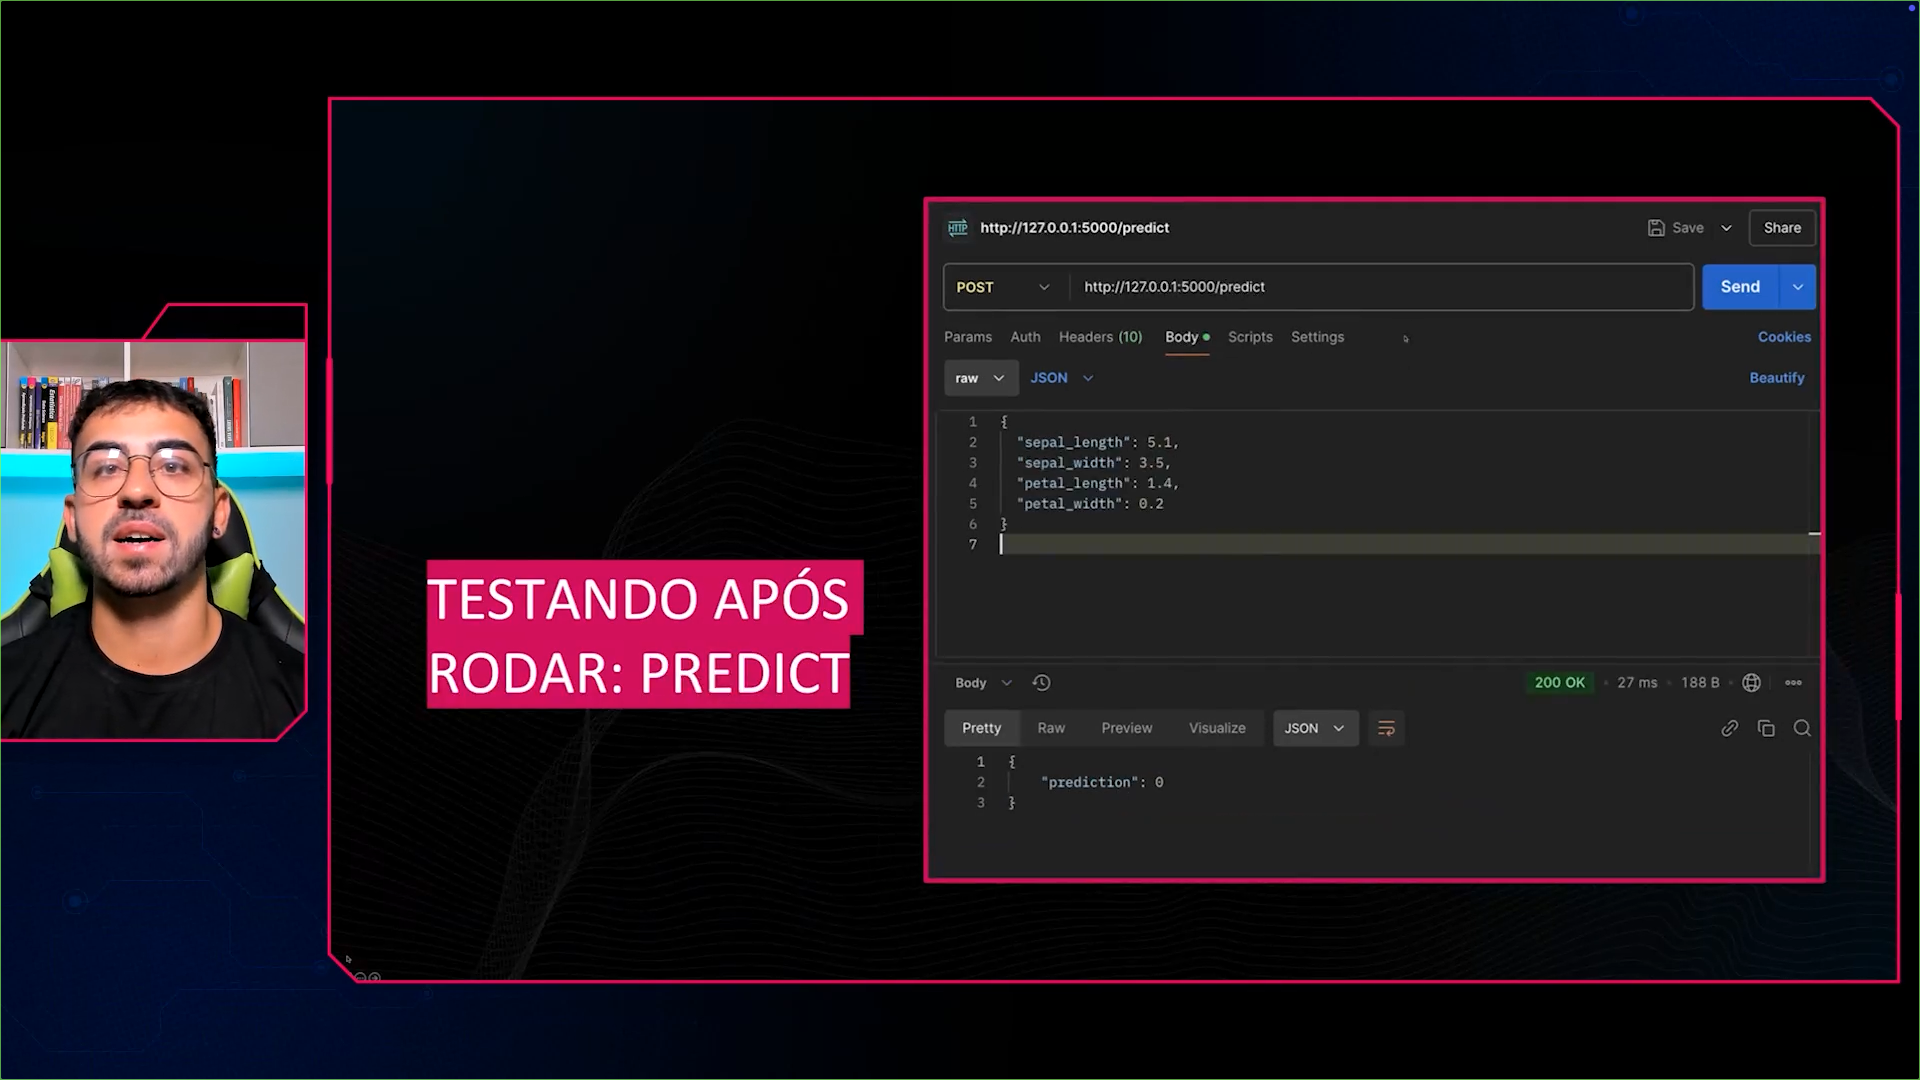 TESTANDO APÓS
RODAR: PREDICT
HTTP http://127.0.0.1:5000/predict Save Share
POST http://127.0.0.1:5000/predict Send
Params Auth Headers (10) Body Scripts Settings Cookies
raw JSON Beautify
1 {
2 "sepal_length": 5.1,
3 "sepal_width": 3.5,
4 "petal_length": 1.4,
5 "petal_width": 0.2
6 }
7
Body 200 OK 27 ms 188 B
Pretty Raw Preview Visualize JSON
1 {
2 "prediction": 0
3 }